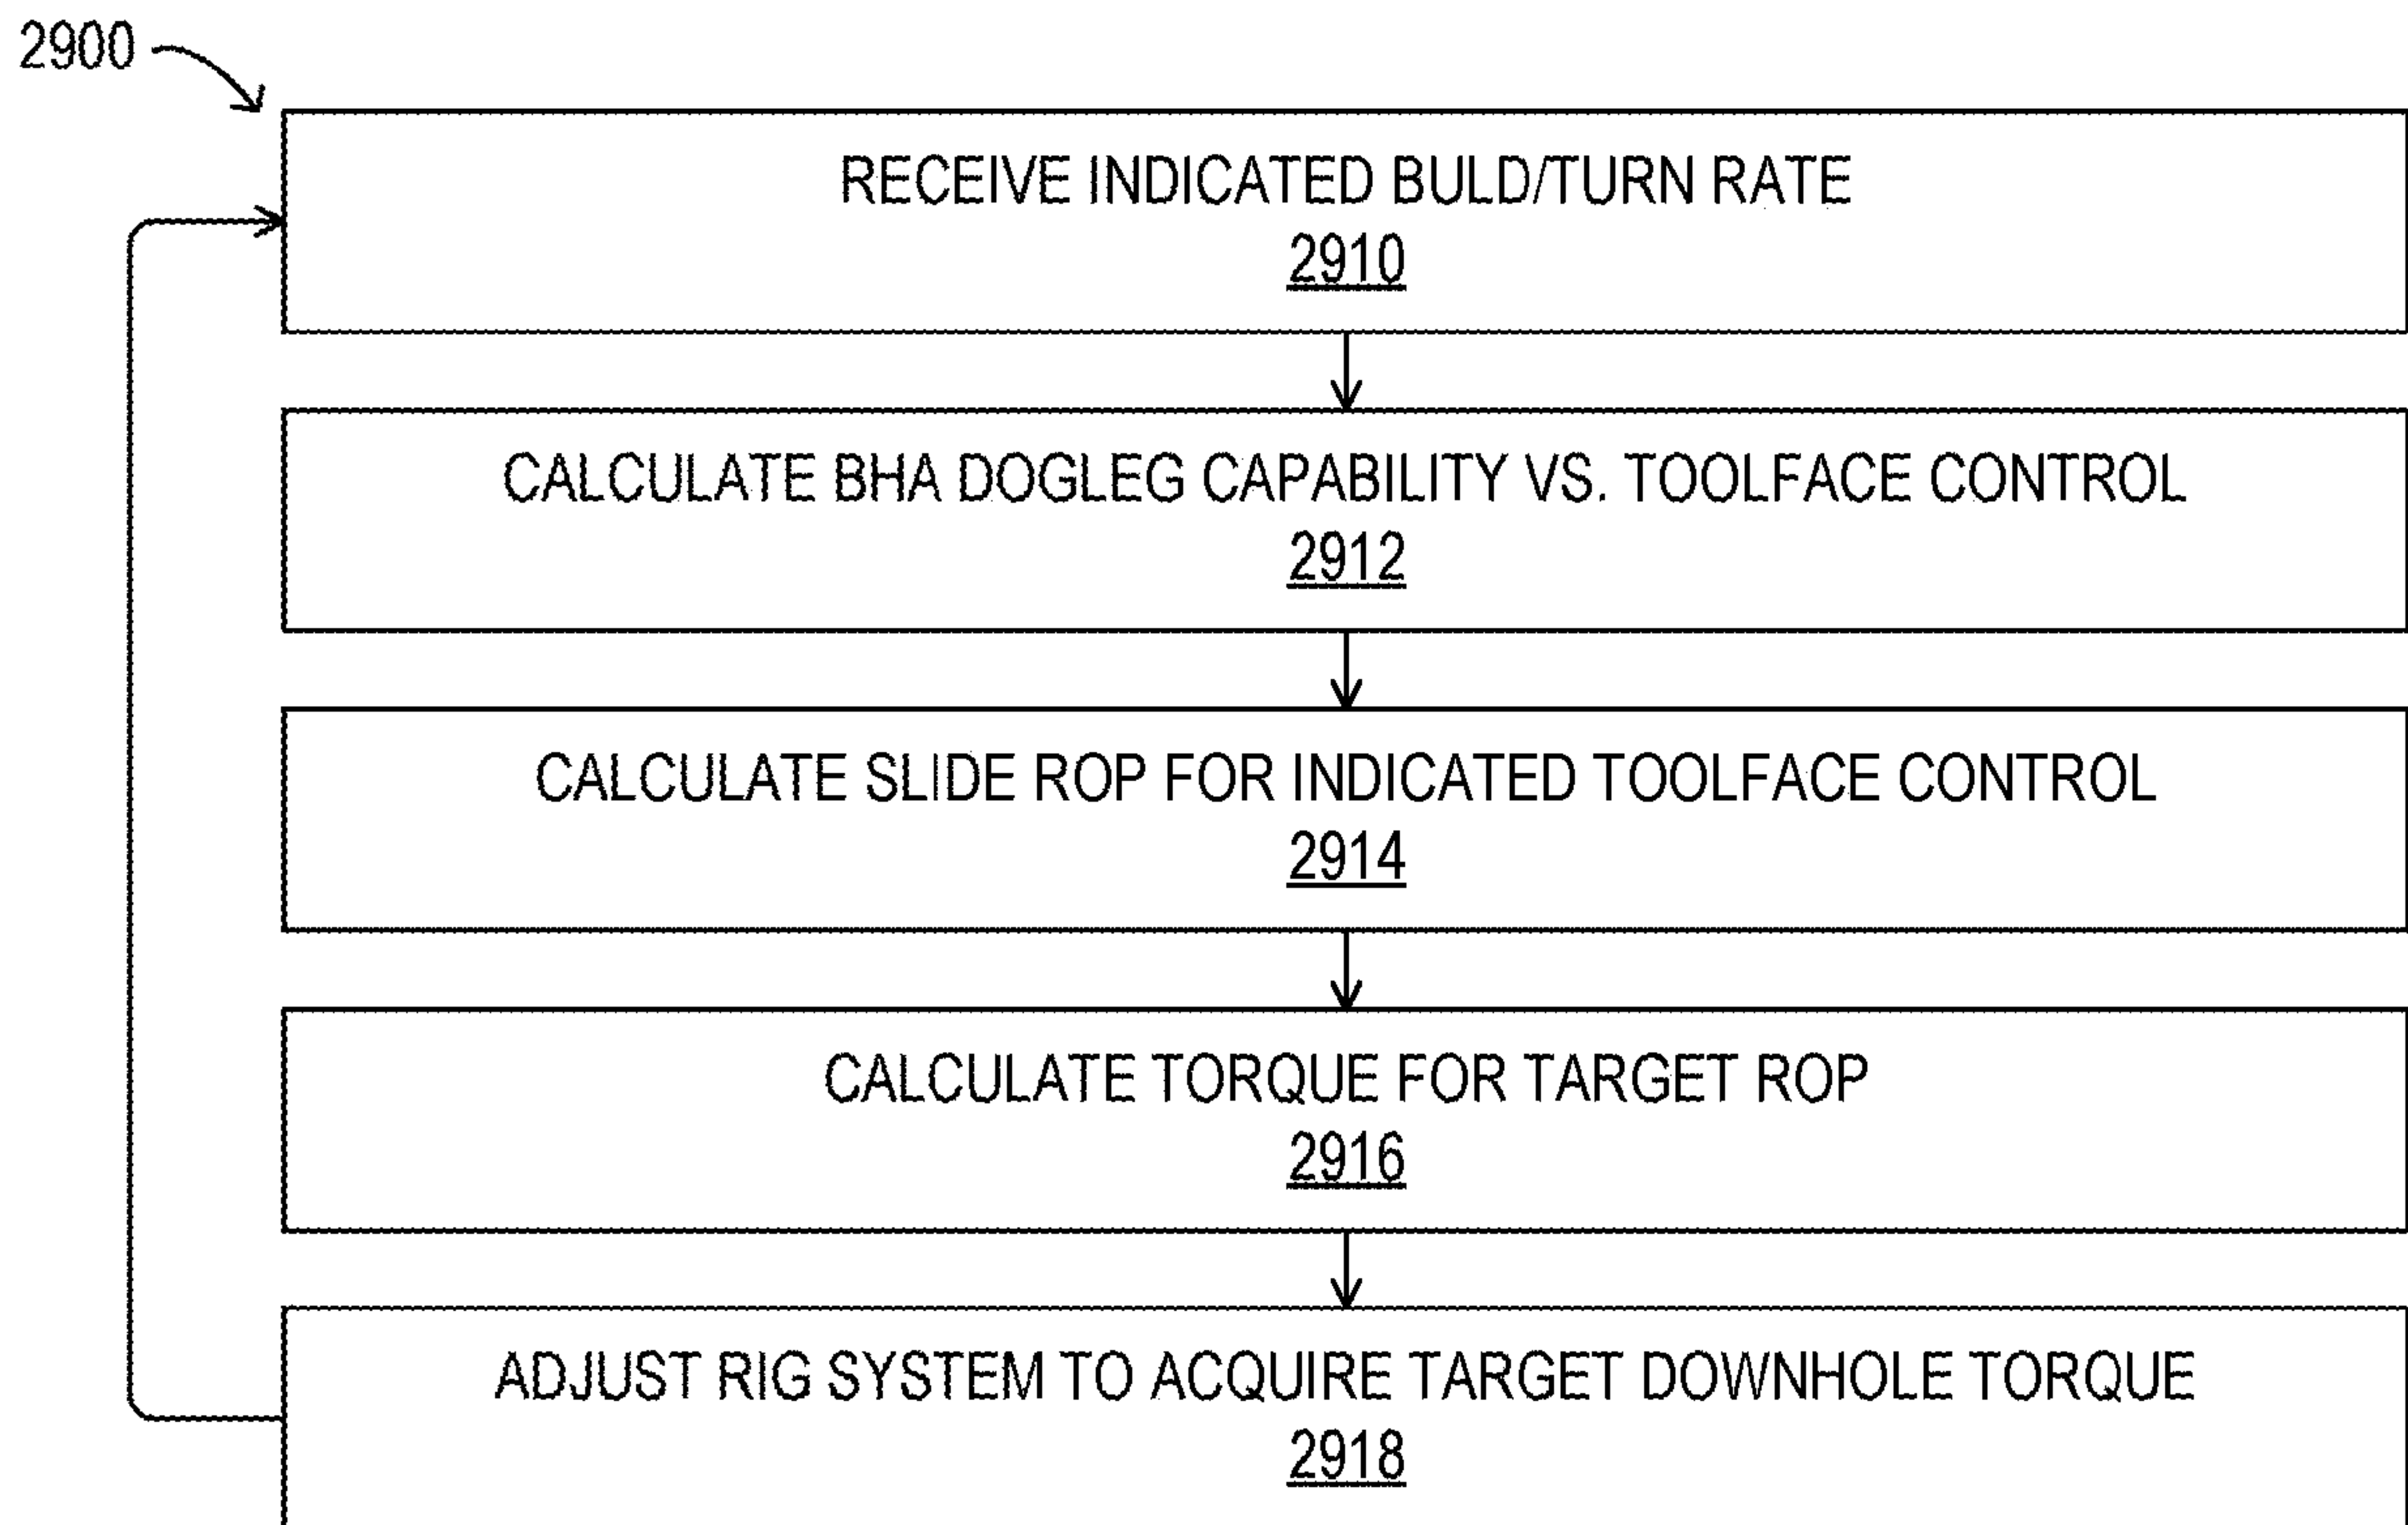 2900
RECEIVE INDICATED BULD/TURN RATE
2910
CALCULATE BHA DOGLEG CAPABILITY VS. TOOLFACE CONTROL
2912
CALCULATE SLIDE ROP FOR INDICATED TOOLFACE CONTROL
2914
CALCULATE TORQUE FOR TARGET ROP
2916
ADJUST RIG SYSTEM TO ACQUIRE TARGET DOWNHOLE TORQUE
2918